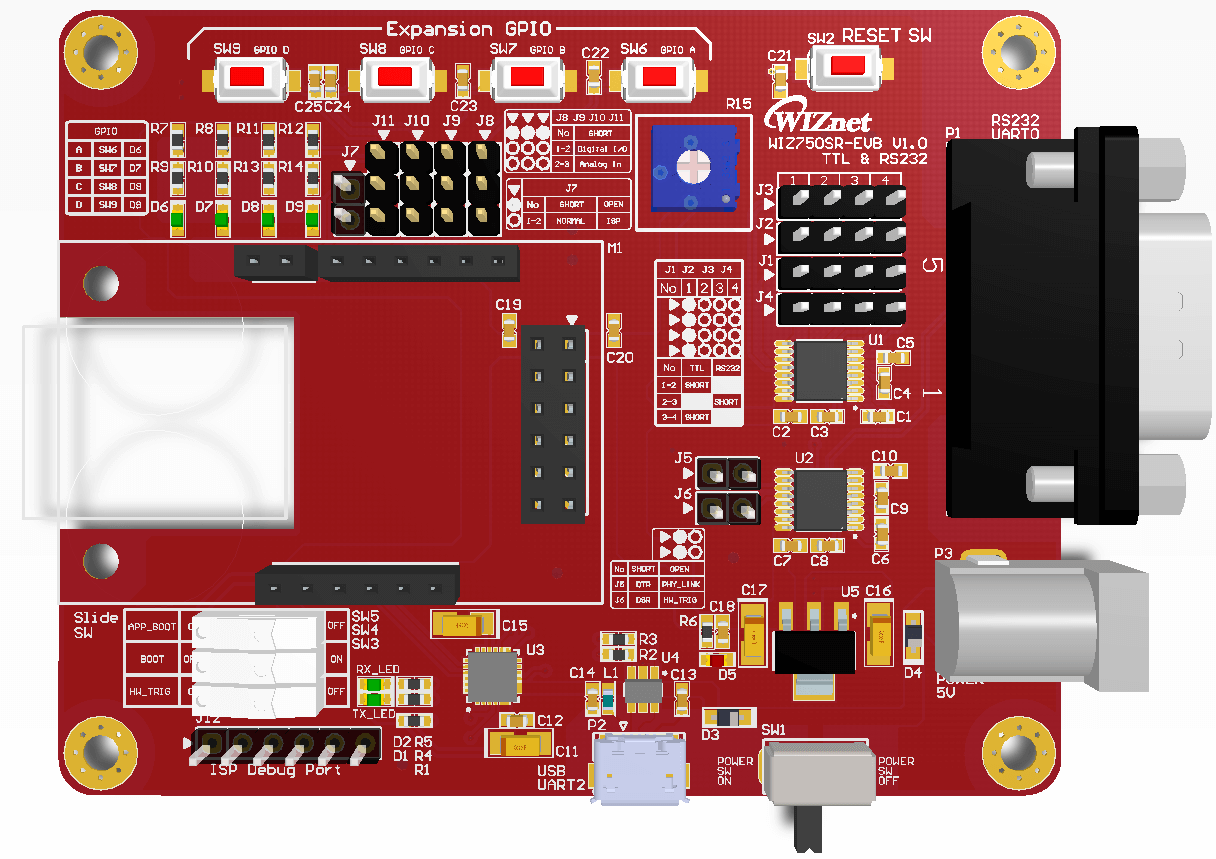 Expansion GPIO
SW9 GPIO D
SW8 GPIO C
SW7 GPIO B
C22
SW6 GPIO A
SW2 RESET SW
C21
C25 C24
C23
R15
WIZnet
WIZ750SR-EVB V1.0
TTL & RS232
P1
RS232
UART0
GPIO
A SW6 D6
B SW7 D7
C SW8 D8
D SW9 D9
R7 R8 R11 R12
R9 R10 R13 R14
D6 D7 D8 D9
J11 J10 J9 J8
J7
J8 J9 J10 J11
No SHORT
1-2 Digital I/O
2-3 Analog In
J7
No SHORT OPEN
1-2 NORMAL ISP
1 2 3 4
J3
J2
J1
J4
5
1
M1
C19
C20
J1 J2 J3 J4
No 1 2 3 4
No TTL RS232
1-2 SHORT
2-3 SHORT
3-4 SHORT
U1
C5
C4
C2 C3 C1
J5
J6
U2
C10
C9
C7 C8 C6
No SHORT OPEN
J5 DTR PHY_LINK
J6 DSR HW_TRIG
P3
POWER
5V
Slide
SW
APP_BOOT OFF
BOOT ON
HW_TRIG OFF
SW5
SW4
SW3
RX_LED
TX_LED
J12
ISP Debug Port
D2 R5
D1 R4
R1
C15
U3
C12
C11
R3
R2
U4
C14 L1 C13
R6 C18
C17
U5 C16
D5
D4
D3
P2
USB
UART2
SW1
POWER
SW
ON
POWER
SW
OFF